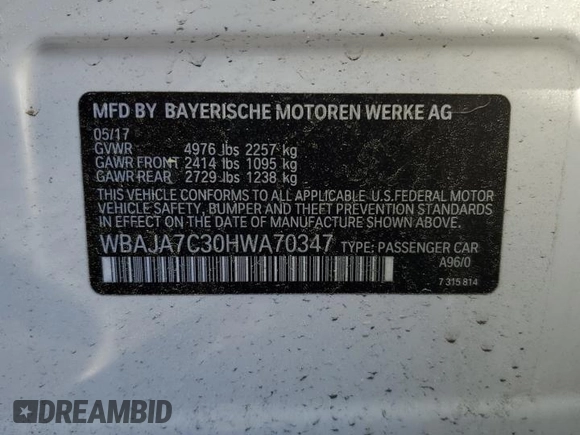 MFD BY BAYERISCHE MOTOREN WERKE AG
05/17
GVWR 4976 lbs 2257 kg
GAWR FRONT 2414 lbs 1095 kg
GAWR REAR 2729 lbs 1238 kg
THIS VEHICLE CONFORMS TO ALL APPLICABLE U.S.FEDERAL MOTOR
VEHICLE SAFETY, BUMPER AND THEFT PREVENTION STANDARDS
IN EFFECT ON THE DATE OF MANUFACTURE SHOWN ABOVE.
WBAJA7C30HWA70347 TYPE: PASSENGER CAR
A96/0
7 315 814
DREAMBID